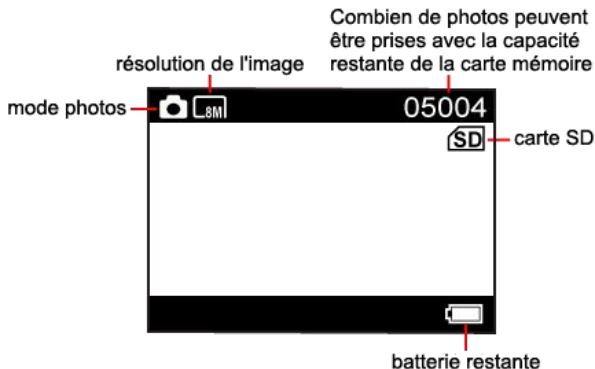 Combien de photos peuvent
être prises avec la capacité
restante de la carte mémoire
résolution de l'image
mode photos
8M
05004
SD
carte SD
batterie restante